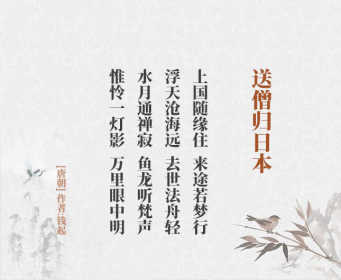 送僧归日本
上国随缘住 来途若梦行
浮天沧海远 去世法舟轻
水月通禅寂 鱼龙听梵声
惟怜一灯影 万里眼中明
[唐朝] 作者:钱起